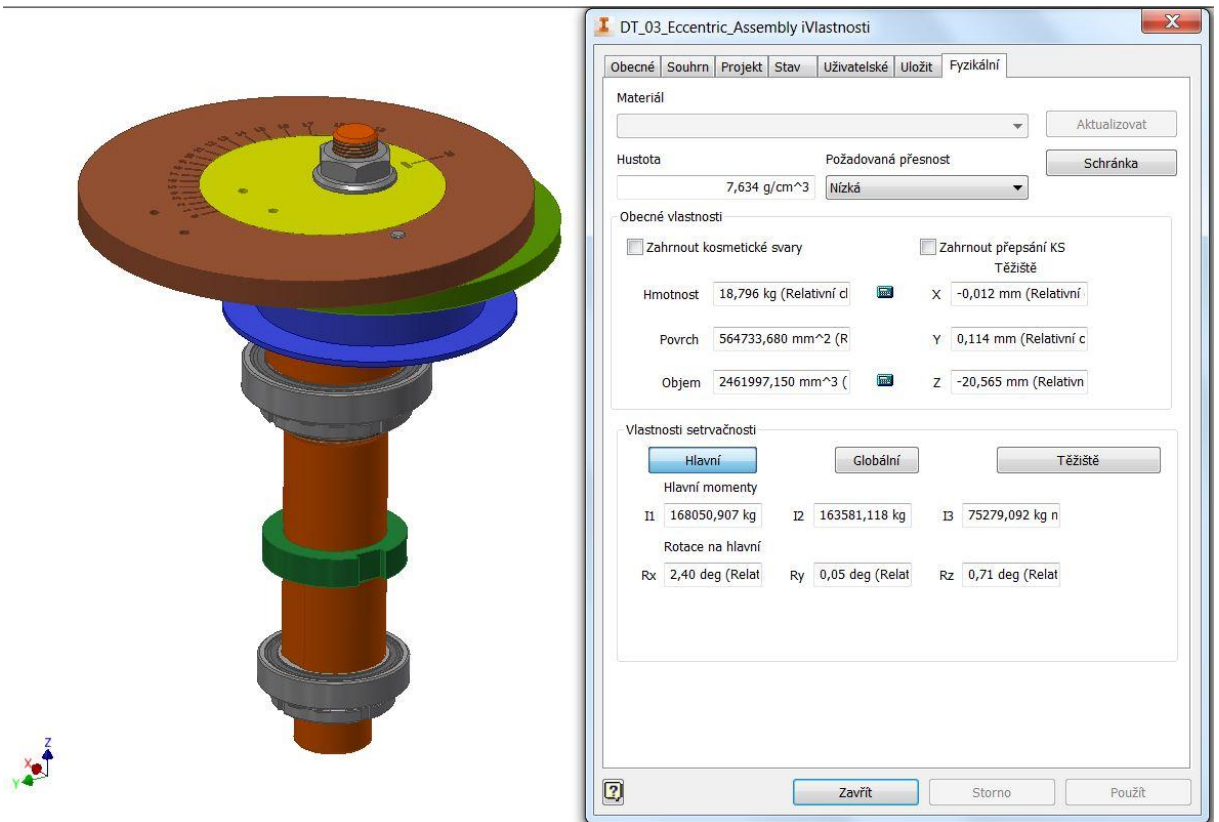 DT_03_Eccentric_Assembly iVlastnosti
Obecné Souhrn Projekt Stav Uživatelské Uložit Fyzikální
Materiál
Aktualizovat
Hustota Požadovaná přesnost Schránka
7,634 g/cm^3 Nízká
Obecné vlastnosti
Zahrnout kosmetické svary Zahrnout přepsání KS
Těžiště
Hmotnost 18,796 kg (Relativní cl X -0,012 mm (Relativní
Povrch 564733,680 mm^2 (R Y 0,114 mm (Relativní c
Objem 2461997,150 mm^3 ( Z -20,565 mm (Relativn
Vlastnosti setrvačnosti
Hlavní Globální Těžiště
Hlavní momenty
I1 168050,907 kg I2 163581,118 kg I3 75279,092 kg n
Rotace na hlavní
Rx 2,40 deg (Relat Ry 0,05 deg (Relat Rz 0,71 deg (Relat
Z
X
Y
? Zavřít Storno Použít